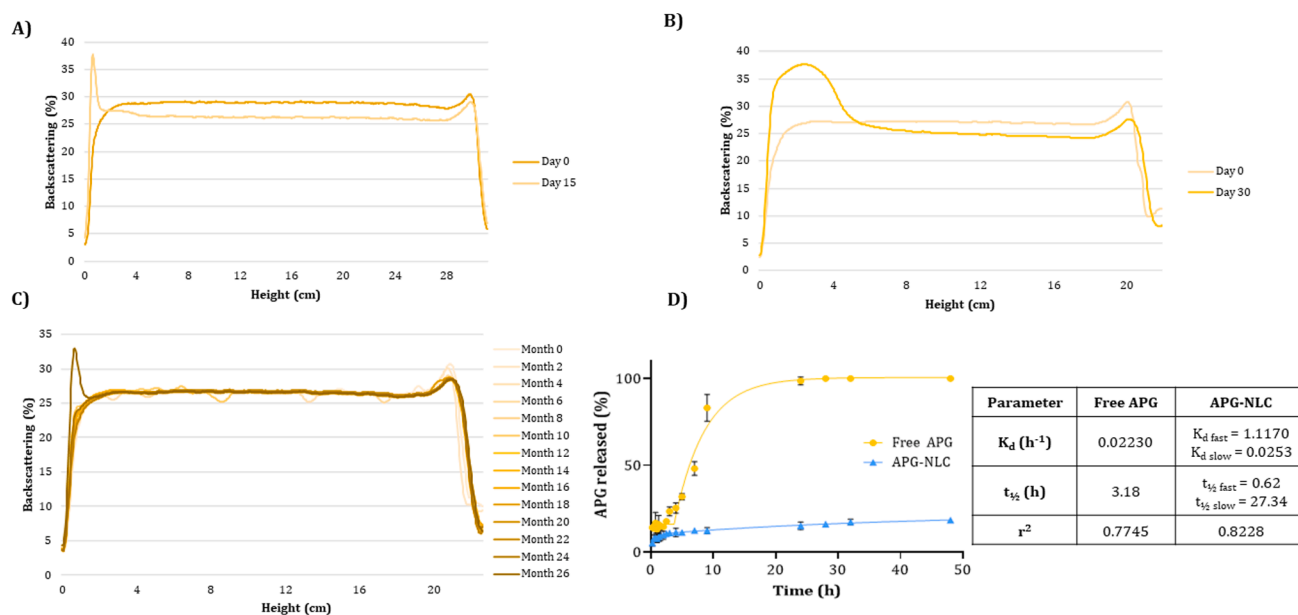 A)
40
35
30
25
20
15
10
5
0
Backscattering (%)
0 4 8 12 16 20 24 28
Height (cm)
Day 0
Day 15
B)
40
35
30
25
20
15
10
5
0
Backscattering (%)
0 4 8 12 16 20
Height (cm)
Day 0
Day 30
C)
35
30
25
20
15
10
5
0
Backscattering (%)
0 4 8 12 16 20
Height (cm)
Month 0
Month 2
Month 4
Month 6
Month 8
Month 10
Month 12
Month 14
Month 16
Month 18
Month 20
Month 22
Month 24
Month 26
D)
100
50
0
APG released (%)
0 10 20 30 40 50
Time (h)
Free APG
APG-NLC
Parameter Free APG APG-NLC
Kd (h-1) 0.02230 Kd fast = 1.1170
Kd slow = 0.0253
t½ (h) 3.18 t½ fast = 0.62
t½ slow = 27.34
r2 0.7745 0.8228